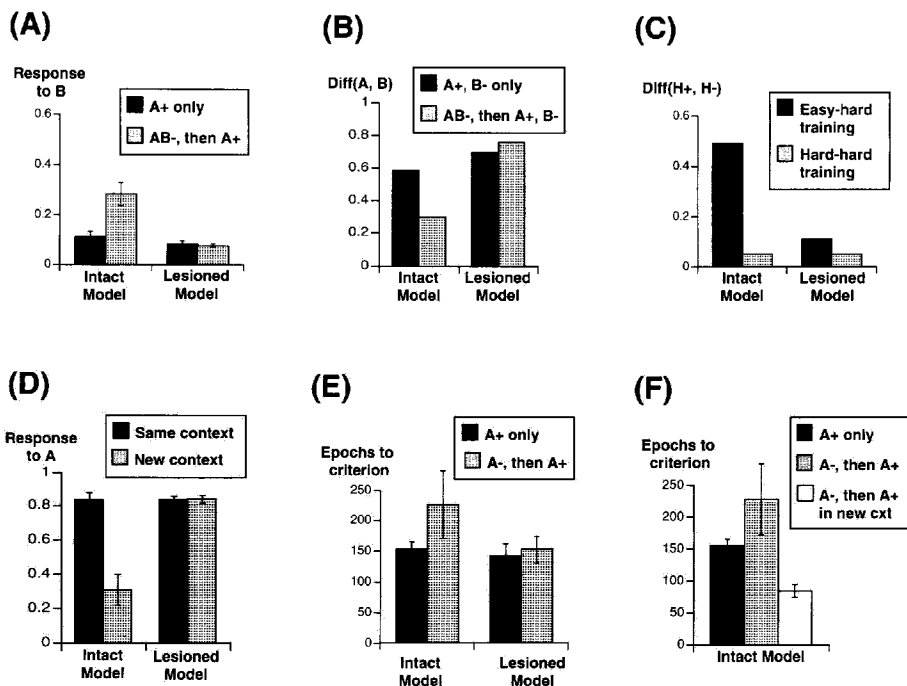 (A)
Response
to B
A+ only
AB-, then A+
0.6
0.4
0.2
0
Intact
Model
Lesioned
Model
(B)
Diff(A, B)
A+, B- only
AB-, then A+, B-
1
0.8
0.6
0.4
0.2
0
Intact
Model
Lesioned
Model
(C)
Diff(H+, H-)
Easy-hard
training
Hard-hard
training
0.6
0.4
0.2
0
Intact
Model
Lesioned
Model
(D)
Response
to A
Same context
New context
1
0.8
0.6
0.4
0.2
0
Intact
Model
Lesioned
Model
(E)
A+ only
A-, then A+
Epochs to
criterion
250
200
150
100
50
0
Intact
Model
Lesioned
Model
(F)
A+ only
A-, then A+
A-, then A+
in new cxt
Epochs to
criterion
250
200
150
100
50
0
Intact Model